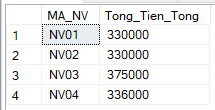 MA_NV Tong_Tien_Tong
1 NV01 330000
2 NV02 330000
3 NV03 375000
4 NV04 336000